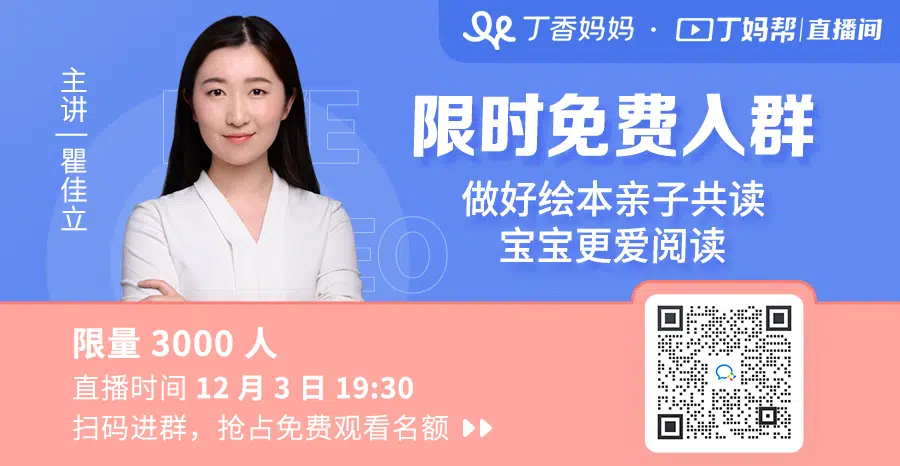 丁香妈妈 · 丁妈帮|直播间
主讲|瞿佳立
LIVE
VIDEO
限时免费入群
做好绘本亲子共读
宝宝更爱阅读
限量 3000 人
直播时间 12 月 3 日 19:30
扫码进群，抢占免费观看名额